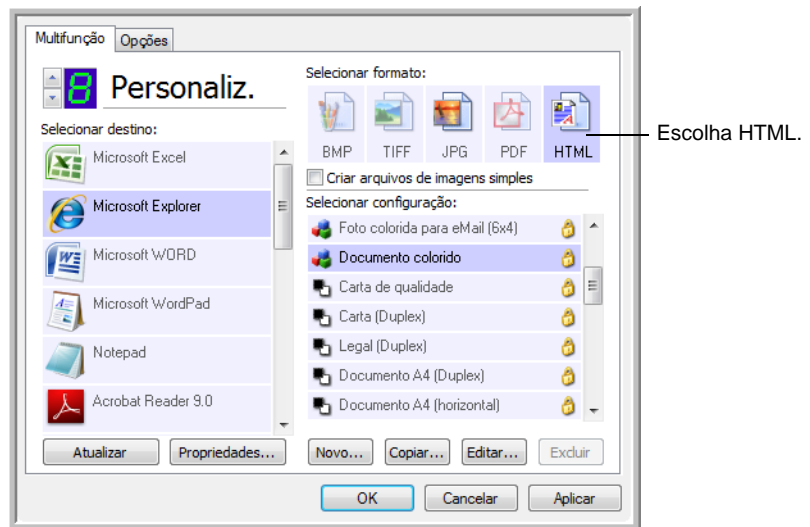 Multifunção
Opções
8
Personaliz.
Selecionar destino:
Microsoft Excel
Microsoft Explorer
Microsoft WORD
Microsoft WordPad
Notepad
Acrobat Reader 9.0
Atualizar
Propriedades...
Selecionar formato:
BMP
TIFF
JPG
PDF
HTML
Escolha HTML.
Criar arquivos de imagens simples
Selecionar configuração:
Foto colorida para eMail (6x4)
Documento colorido
Carta de qualidade
Carta (Duplex)
Legal (Duplex)
Documento A4 (Duplex)
Documento A4 (horizontal)
Novo...
Copiar...
Editar...
Excluir
OK
Cancelar
Aplicar